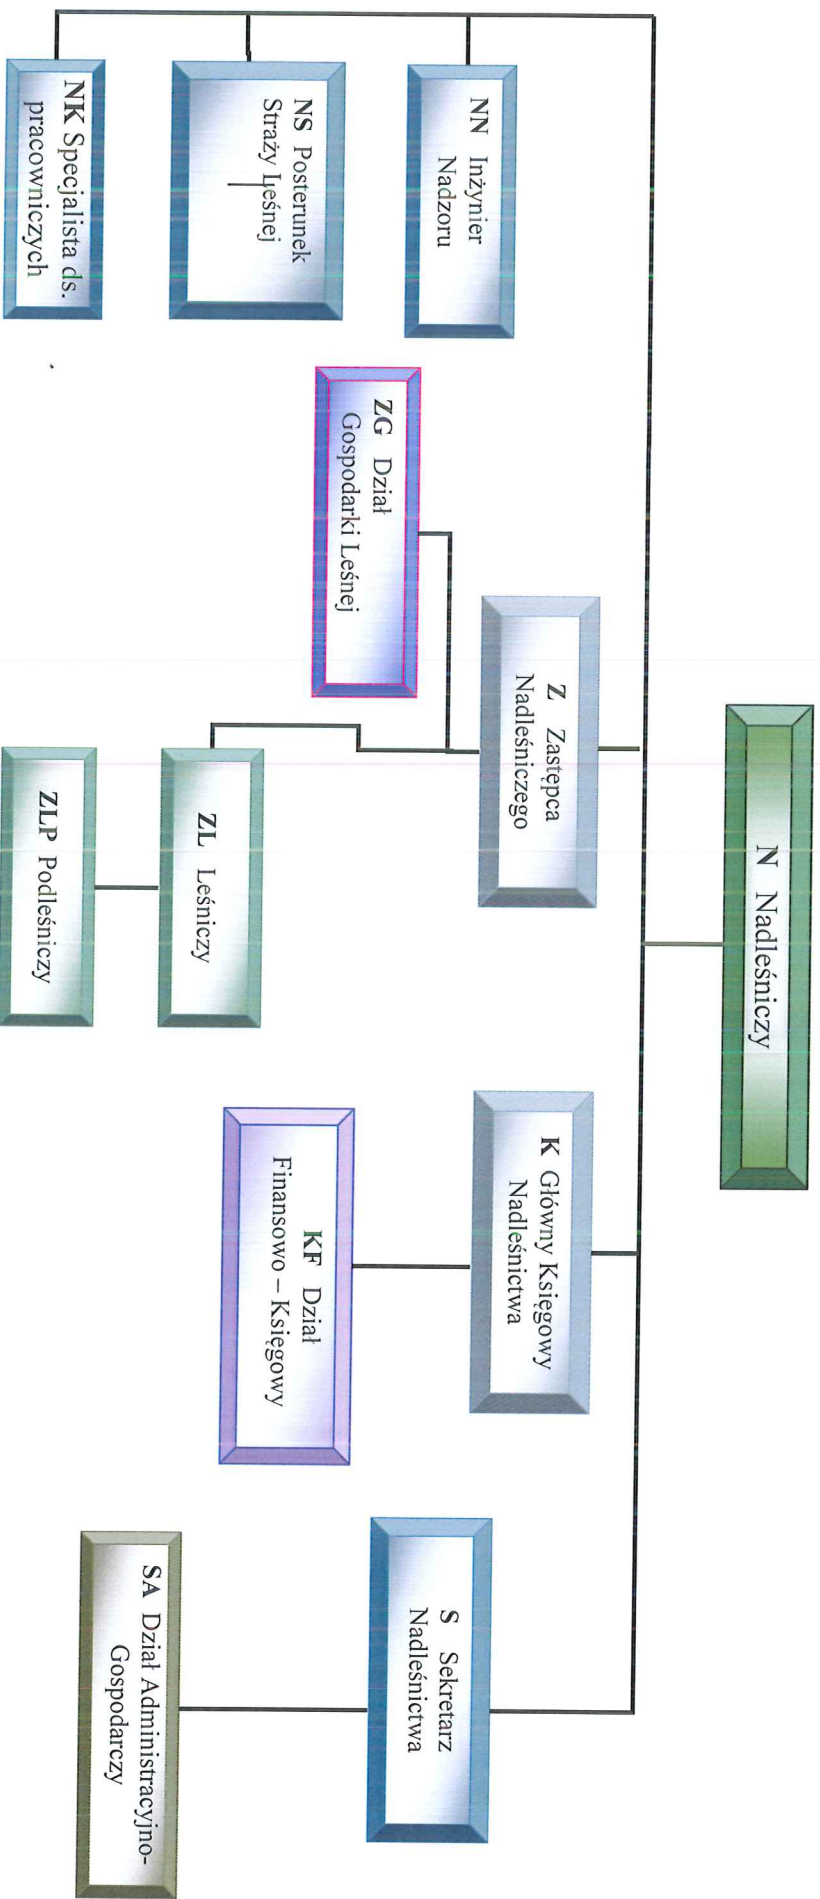 N Nadleśniczy
NN Inżynier
Nadzoru
NS Posterunek
Straży Leśnej
NK Specjalista ds.
pracowniczych
Z Zastępca
Nadleśniczego
ZG Dział
Gospodarki Leśnej
ZL Leśniczy
ZLP Podleśniczy
K Główny Księgowy
Nadleśnictwa
KF Dział
Finansowo – Księgowy
S Sekretarz
Nadleśnictwa
SA Dział Administracyjno-
Gospodarczy